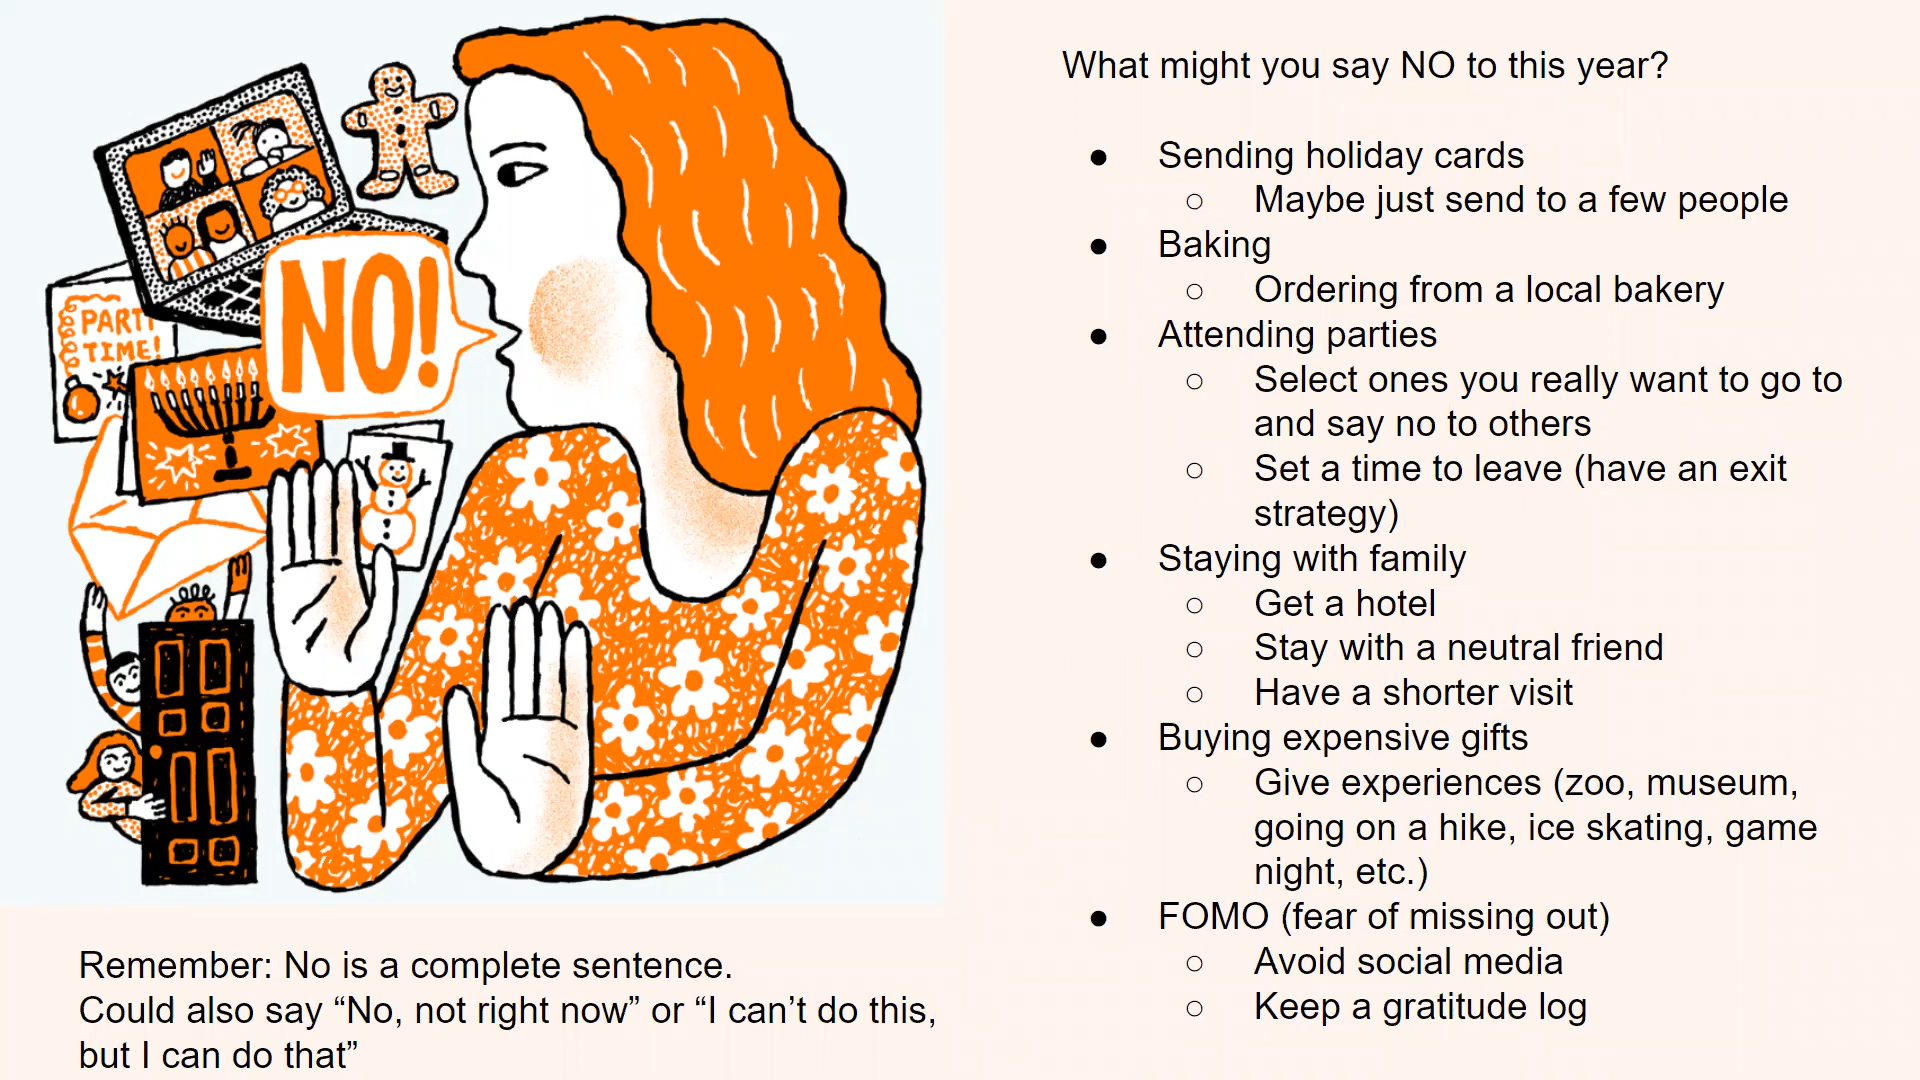 PARTY
TIME!
NO!
Remember: No is a complete sentence.
Could also say “No, not right now” or “I can’t do this,
but I can do that”
What might you say NO to this year?
● Sending holiday cards
○ Maybe just send to a few people
● Baking
○ Ordering from a local bakery
● Attending parties
○ Select ones you really want to go to
and say no to others
○ Set a time to leave (have an exit
strategy)
● Staying with family
○ Get a hotel
○ Stay with a neutral friend
○ Have a shorter visit
● Buying expensive gifts
○ Give experiences (zoo, museum,
going on a hike, ice skating, game
night, etc.)
● FOMO (fear of missing out)
○ Avoid social media
○ Keep a gratitude log